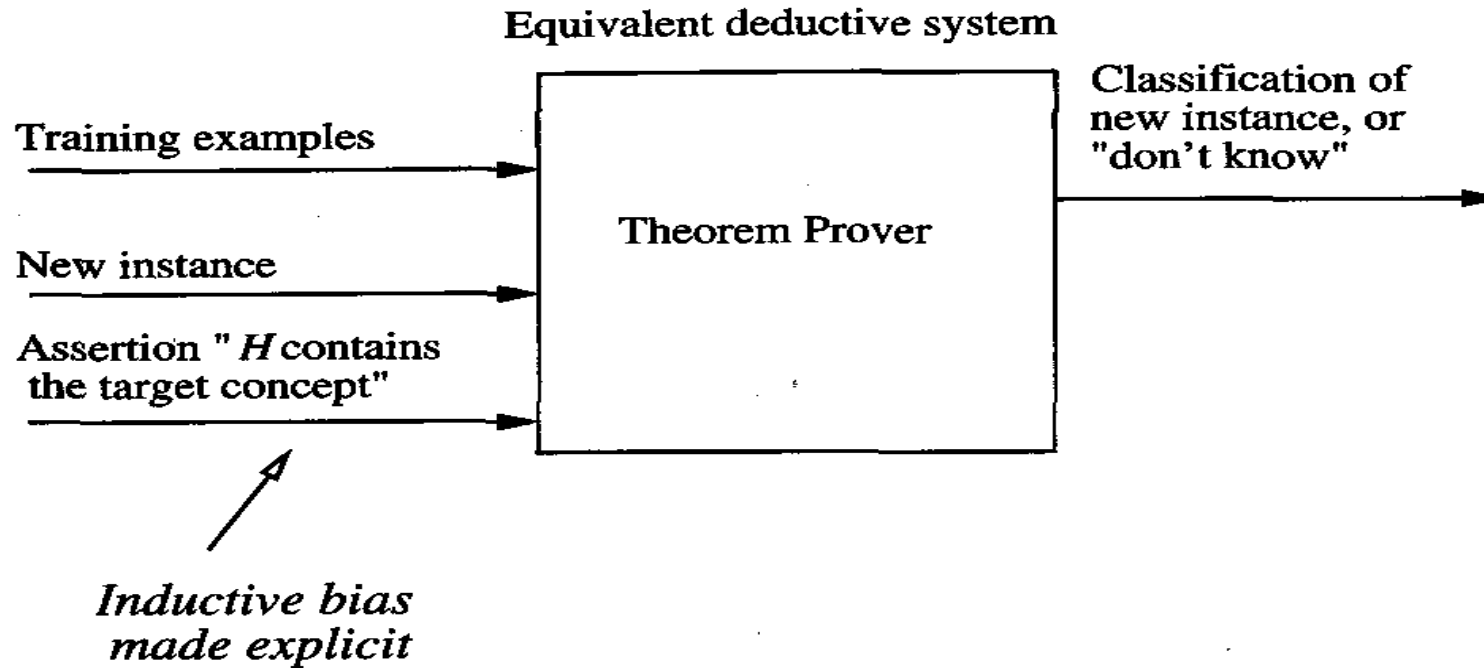 Equivalent deductive system
Training examples
New instance
Assertion " H contains
the target concept"
Theorem Prover
Classification of
new instance, or
"don't know"
Inductive bias
made explicit